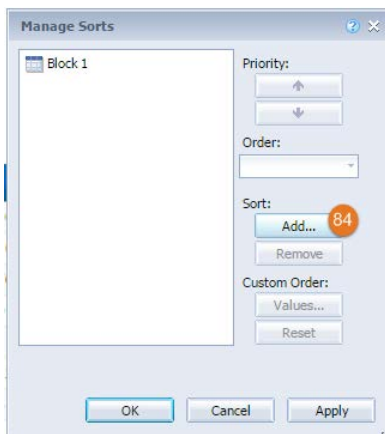 Manage Sorts
Block 1
Priority:
Order:
Sort:
Add...
84
Remove
Custom Order:
Values...
Reset
OK
Cancel
Apply